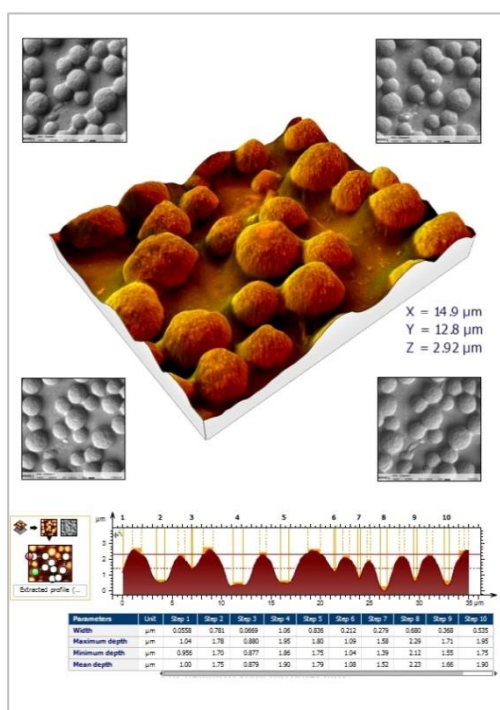 X = 14.9 µm
Y = 12.8 µm
Z = 2.92 µm
Extracted profile (...
µm 1 2 3 4 5 6 7 8 9 10
3
2
1
0
0 5 10 15 20 25 30 35 µm
Parameters Unit Step 1 Step 2 Step 3 Step 4 Step 5 Step 6 Step 7 Step 8 Step 9 Step 10
Width µm 0.0558 0.781 0.0669 1.06 0.836 0.212 0.279 0.680 0.368 0.535
Maximum depth µm 1.04 1.78 0.880 1.95 1.80 1.09 1.58 2.29 1.71 1.95
Minimum depth µm 0.956 1.70 0.877 1.86 1.75 1.04 1.39 2.12 1.55 1.75
Mean depth µm 1.00 1.75 0.879 1.90 1.79 1.08 1.52 2.23 1.66 1.90